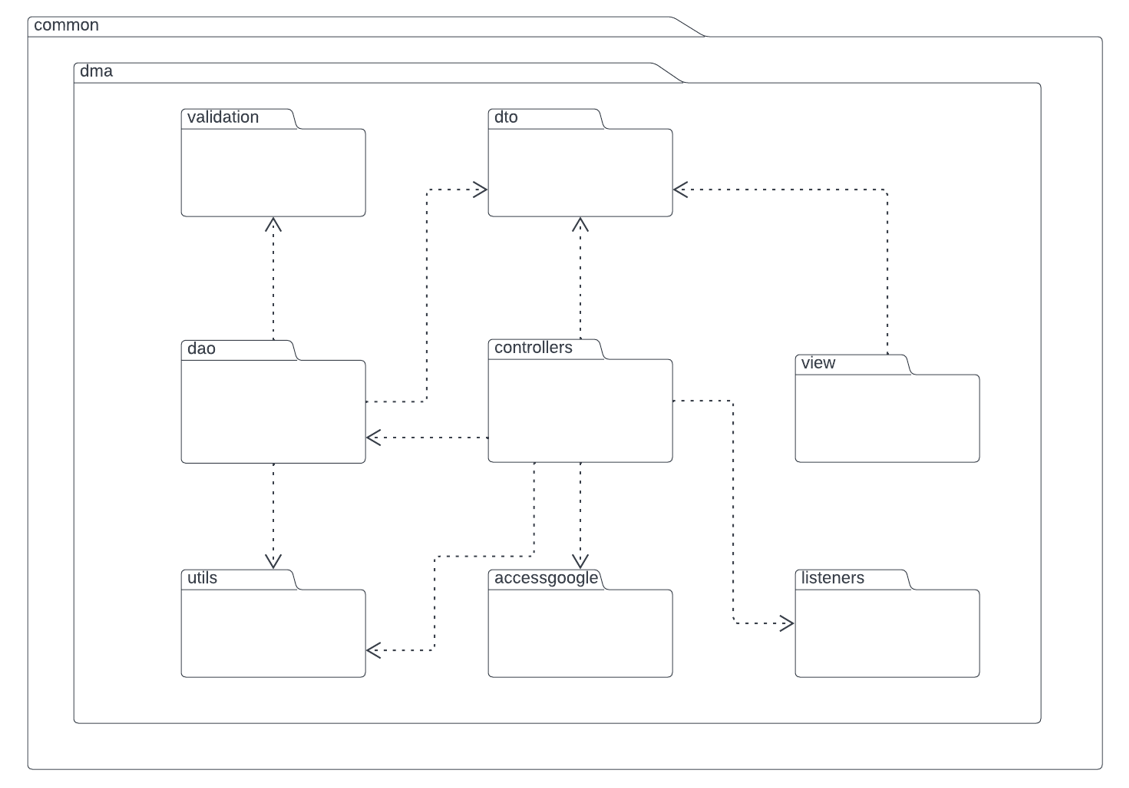 common
dma
validation
dto
dao
controllers
view
utils
accessgoogle
listeners